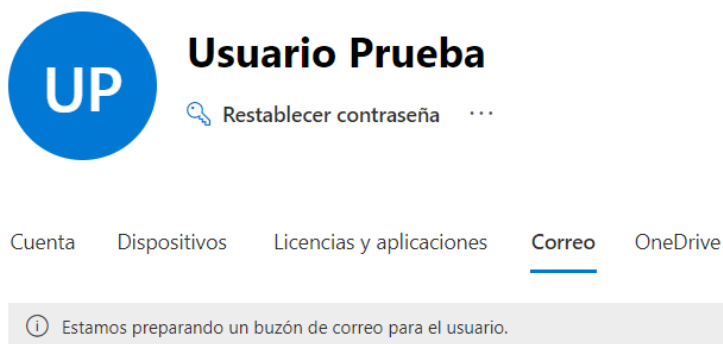 UP
Usuario Prueba
Restablecer contraseña ···
Cuenta Dispositivos Licencias y aplicaciones Correo OneDrive
Estamos preparando un buzón de correo para el usuario.